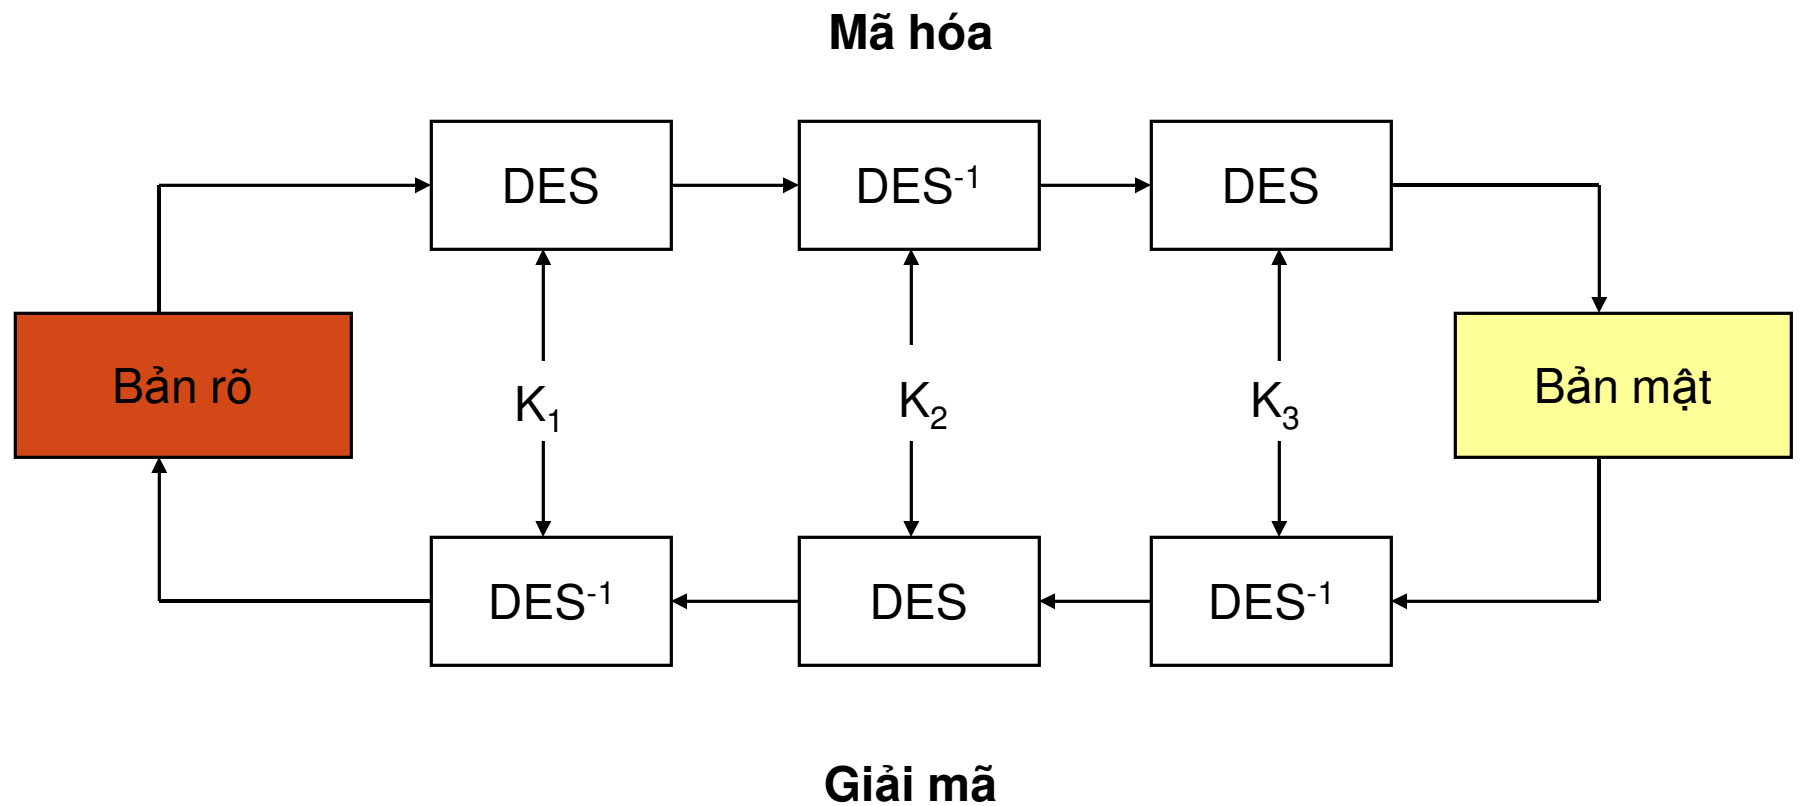 Mã hóa
DES
DES⁻¹
DES
Bản rõ
K₁
K₂
K₃
Bản mật
DES⁻¹
DES
DES⁻¹
Giải mã